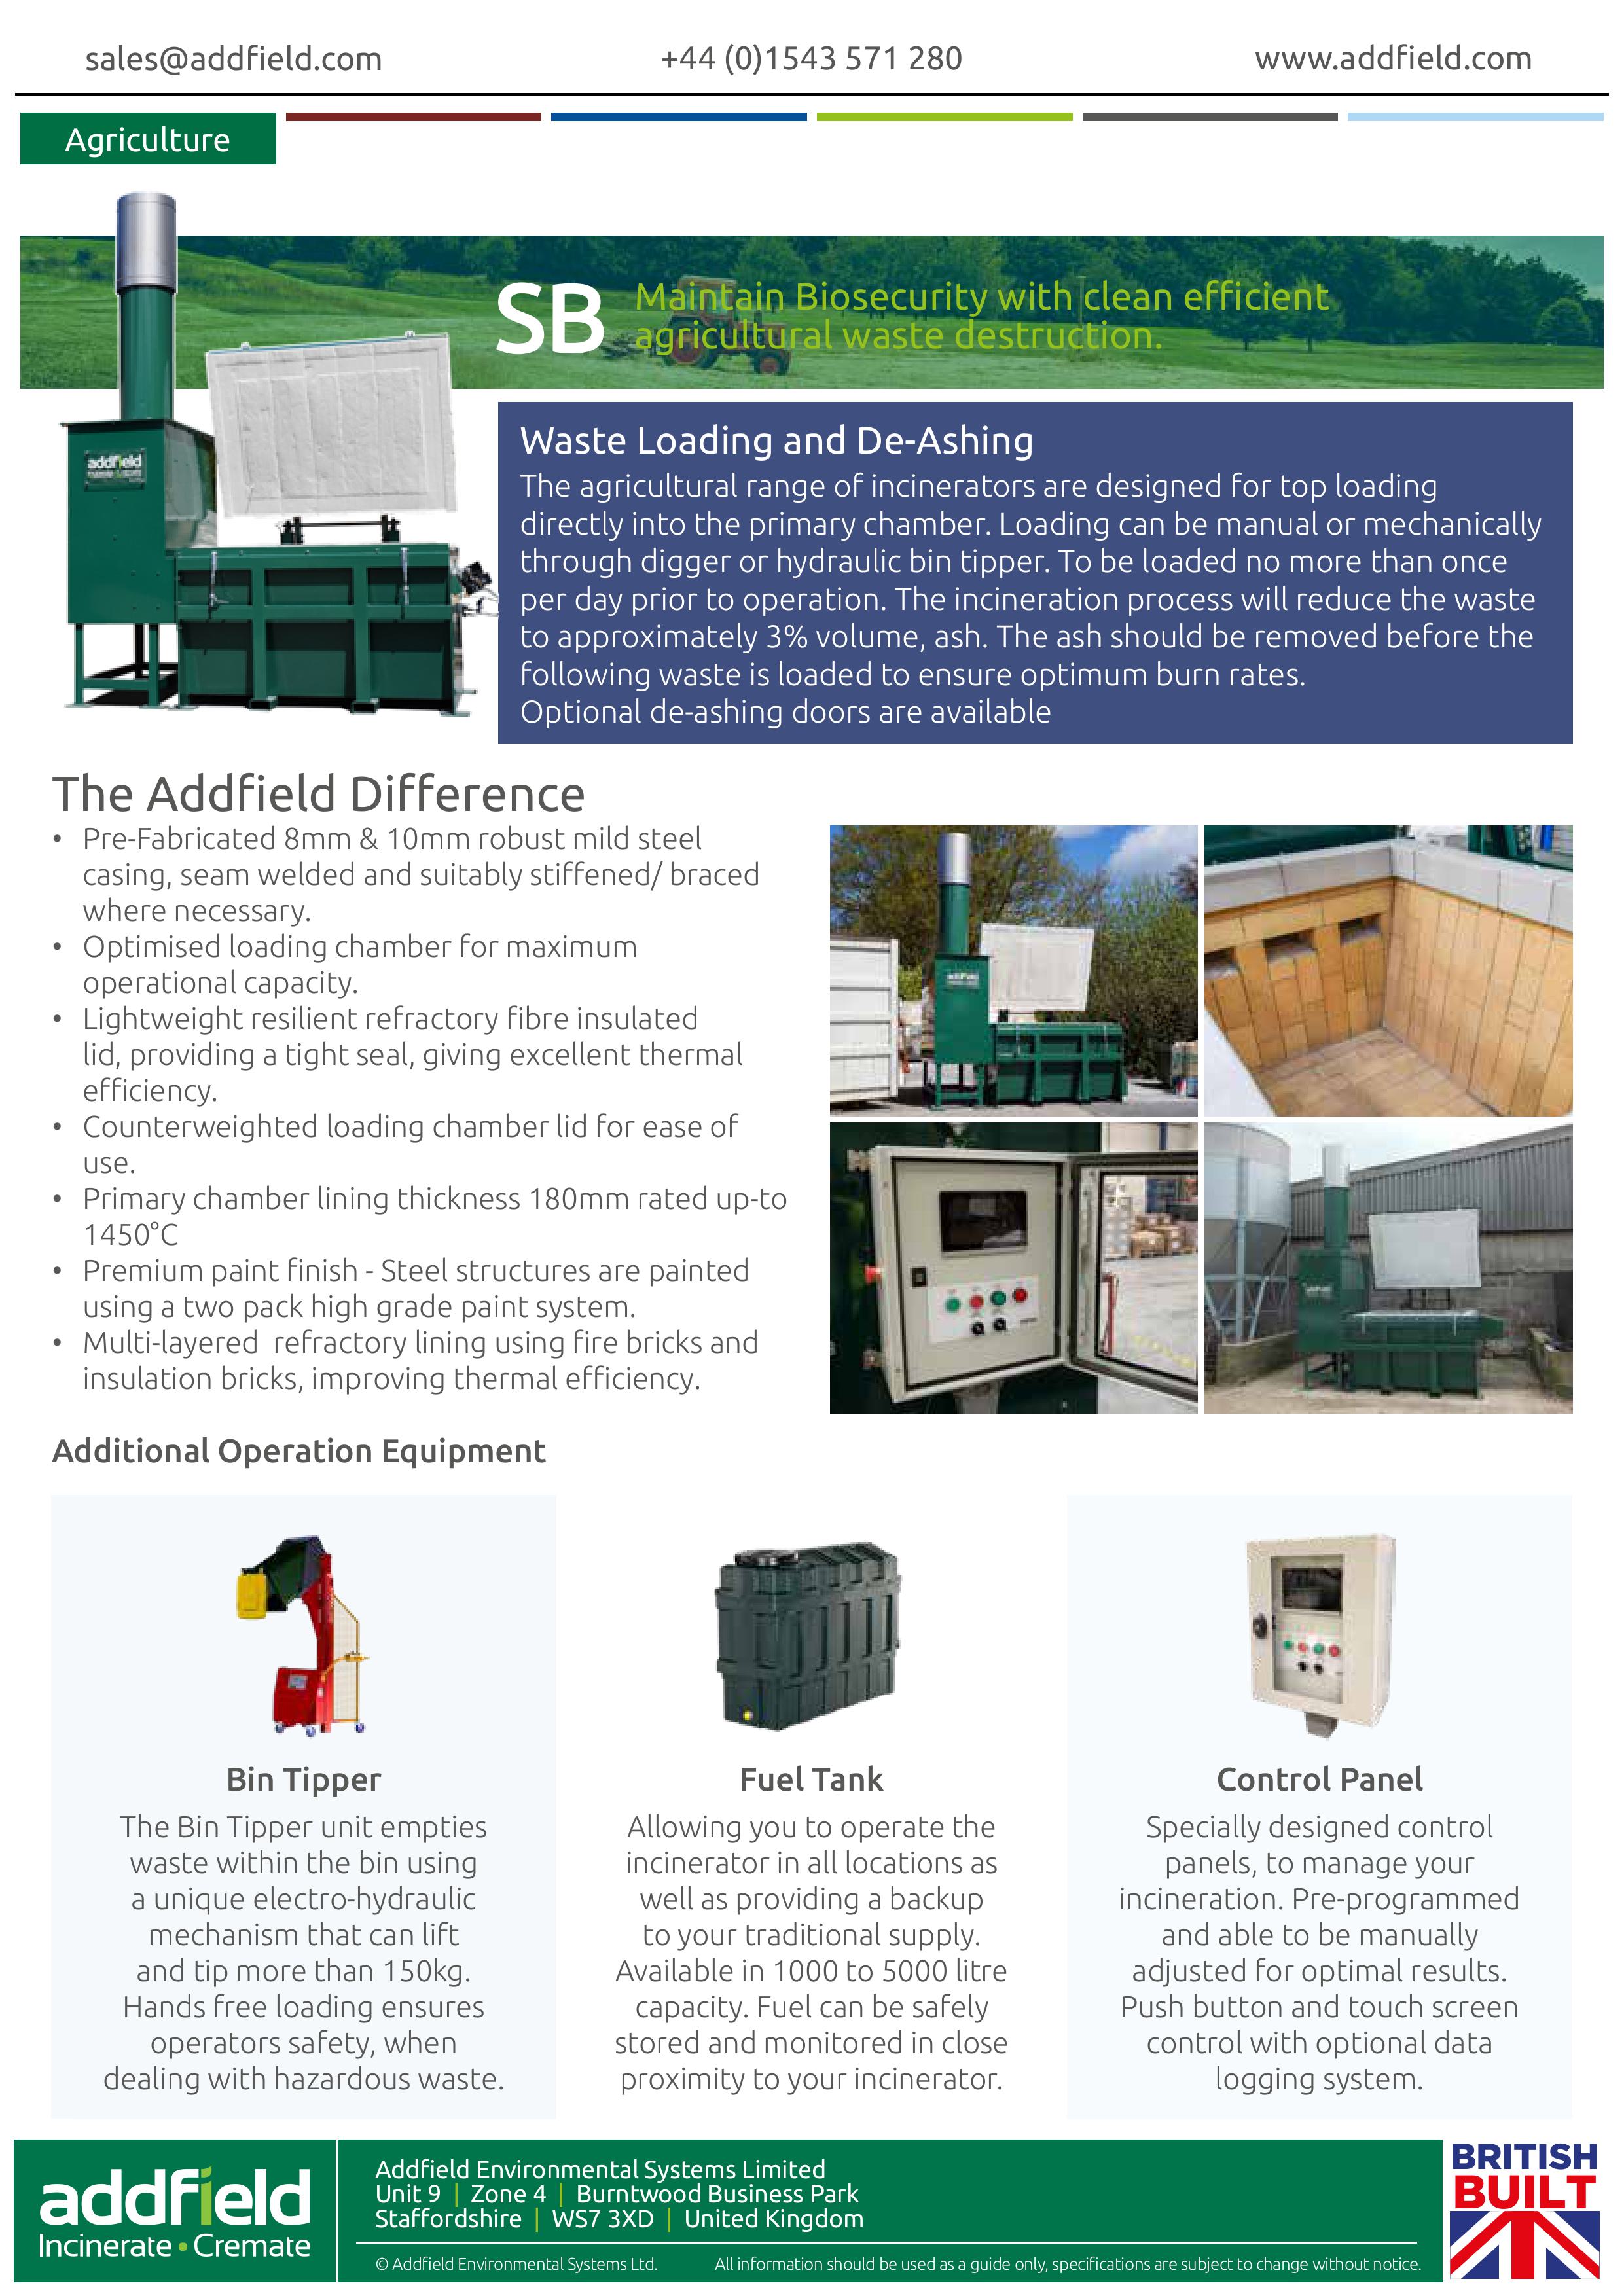 sales@addfield.com
+44 (0)1543 571 280
www.addfield.com
Agriculture
SB
Maintain Biosecurity with clean efficient
agricultural waste destruction.
addfield
Waste Loading and De-Ashing
The agricultural range of incinerators are designed for top loading
directly into the primary chamber. Loading can be manual or mechanically
through digger or hydraulic bin tipper. To be loaded no more than once
per day prior to operation. The incineration process will reduce the waste
to approximately 3% volume, ash. The ash should be removed before the
following waste is loaded to ensure optimum burn rates.
Optional de-ashing doors are available
The Addfield Difference
• Pre-Fabricated 8mm & 10mm robust mild steel
casing, seam welded and suitably stiffened/ braced
where necessary.
• Optimised loading chamber for maximum
operational capacity.
• Lightweight resilient refractory fibre insulated
lid, providing a tight seal, giving excellent thermal
efficiency.
• Counterweighted loading chamber lid for ease of
use.
• Primary chamber lining thickness 180mm rated up-to
1450°C
• Premium paint finish - Steel structures are painted
using a two pack high grade paint system.
• Multi-layered  refractory lining using fire bricks and
insulation bricks, improving thermal efficiency.
Additional Operation Equipment
Bin Tipper
The Bin Tipper unit empties
waste within the bin using
a unique electro-hydraulic
mechanism that can lift
and tip more than 150kg.
Hands free loading ensures
operators safety, when
dealing with hazardous waste.
Fuel Tank
Allowing you to operate the
incinerator in all locations as
well as providing a backup
to your traditional supply.
Available in 1000 to 5000 litre
capacity. Fuel can be safely
stored and monitored in close
proximity to your incinerator.
Control Panel
Specially designed control
panels, to manage your
incineration. Pre-programmed
and able to be manually
adjusted for optimal results.
Push button and touch screen
control with optional data
logging system.
addfield
Incinerate • Cremate
Addfield Environmental Systems Limited
Unit 9 | Zone 4 | Burntwood Business Park
Staffordshire | WS7 3XD | United Kingdom
© Addfield Environmental Systems Ltd.
All information should be used as a guide only, specifications are subject to change without notice.
BRITISH
BUILT